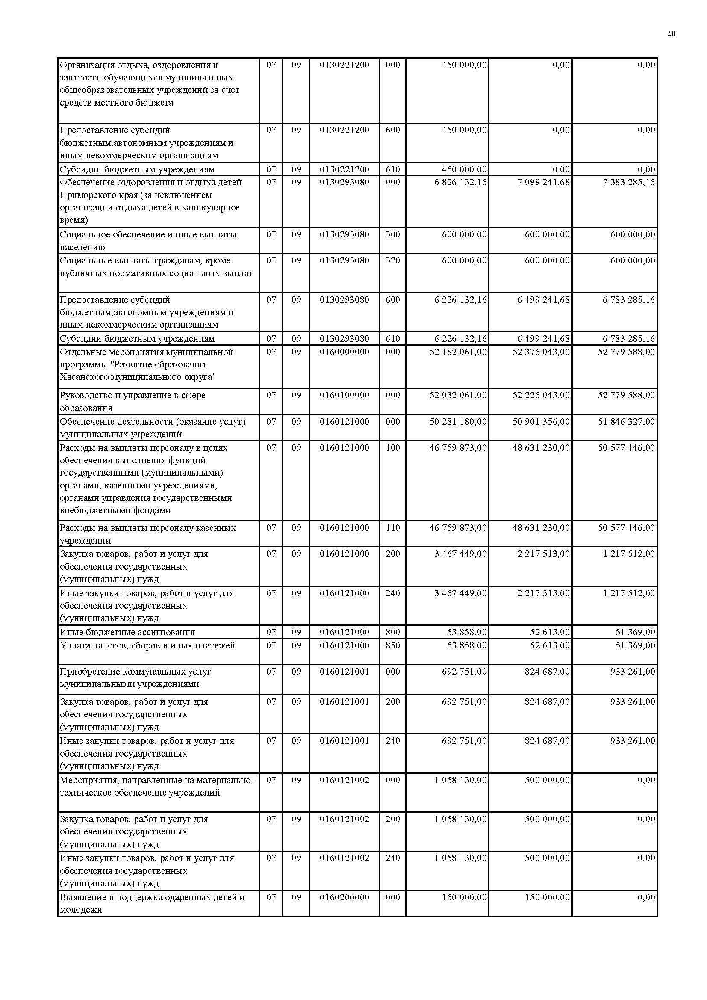 28
Организация отдыха, оздоровления и 07 09 0130221200 000 450 000,00 0,00 0,00
занятости обучающихся муниципальных
общеобразовательных учреждений за счет
средств местного бюджета
Предоставление субсидий 07 09 0130221200 600 450 000,00 0,00 0,00
бюджетным,автономным учреждениям и
иным некоммерческим организациям
Субсидии бюджетным учреждениям 07 09 0130221200 610 450 000,00 0,00 0,00
Обеспечение оздоровления и отдыха детей 07 09 0130293080 000 6 826 132,16 7 099 241,68 7 383 285,16
Приморского края (за исключением
организации отдыха детей в каникулярное
время)
Социальное обеспечение и иные выплаты 07 09 0130293080 300 600 000,00 600 000,00 600 000,00
населению
Социальные выплаты гражданам, кроме 07 09 0130293080 320 600 000,00 600 000,00 600 000,00
публичных нормативных социальных выплат
Предоставление субсидий 07 09 0130293080 600 6 226 132,16 6 499 241,68 6 783 285,16
бюджетным,автономным учреждениям и
иным некоммерческим организациям
Субсидии бюджетным учреждениям 07 09 0130293080 610 6 226 132,16 6 499 241,68 6 783 285,16
Отдельные мероприятия муниципальной 07 09 0160000000 000 52 182 061,00 52 376 043,00 52 779 588,00
программы "Развитие образования
Хасанского муниципального округа"
Руководство и управление в сфере 07 09 0160100000 000 52 032 061,00 52 226 043,00 52 779 588,00
образования
Обеспечение деятельности (оказание услуг) 07 09 0160121000 000 50 281 180,00 50 901 356,00 51 846 327,00
муниципальных учреждений
Расходы на выплаты персоналу в целях 07 09 0160121000 100 46 759 873,00 48 631 230,00 50 577 446,00
обеспечения выполнения функций
государственными (муниципальными)
органами, казенными учреждениями,
органами управления государственными
внебюджетными фондами
Расходы на выплаты персоналу казенных 07 09 0160121000 110 46 759 873,00 48 631 230,00 50 577 446,00
учреждений
Закупка товаров, работ и услуг для 07 09 0160121000 200 3 467 449,00 2 217 513,00 1 217 512,00
обеспечения государственных
(муниципальных) нужд
Иные закупки товаров, работ и услуг для 07 09 0160121000 240 3 467 449,00 2 217 513,00 1 217 512,00
обеспечения государственных
(муниципальных) нужд
Иные бюджетные ассигнования 07 09 0160121000 800 53 858,00 52 613,00 51 369,00
Уплата налогов, сборов и иных платежей 07 09 0160121000 850 53 858,00 52 613,00 51 369,00
Приобретение коммунальных услуг 07 09 0160121001 000 692 751,00 824 687,00 933 261,00
муниципальными учреждениями
Закупка товаров, работ и услуг для 07 09 0160121001 200 692 751,00 824 687,00 933 261,00
обеспечения государственных
(муниципальных) нужд
Иные закупки товаров, работ и услуг для 07 09 0160121001 240 692 751,00 824 687,00 933 261,00
обеспечения государственных
(муниципальных) нужд
Мероприятия, направленные на материально- 07 09 0160121002 000 1 058 130,00 500 000,00 0,00
техническое обеспечение учреждений
Закупка товаров, работ и услуг для 07 09 0160121002 200 1 058 130,00 500 000,00 0,00
обеспечения государственных
(муниципальных) нужд
Иные закупки товаров, работ и услуг для 07 09 0160121002 240 1 058 130,00 500 000,00 0,00
обеспечения государственных
(муниципальных) нужд
Выявление и поддержка одаренных детей и 07 09 0160200000 000 150 000,00 150 000,00 0,00
молодежи